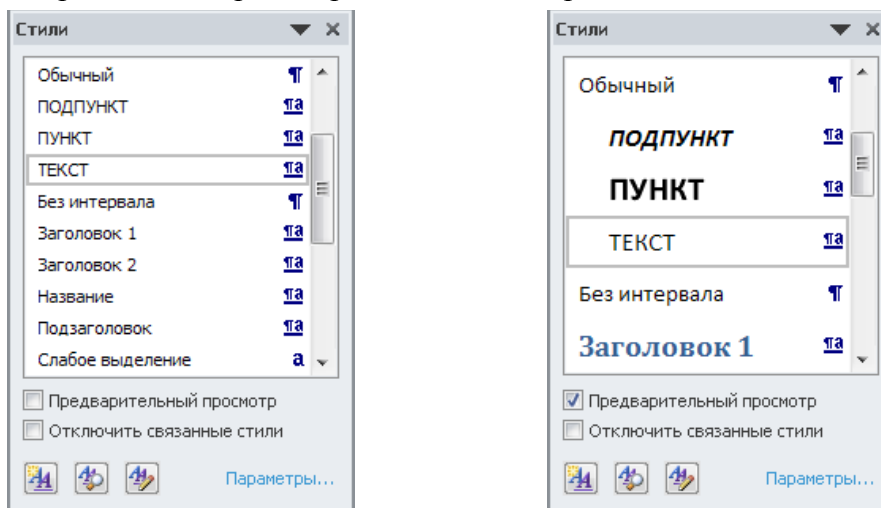 Стили
Обычный
ПОДПУНКТ
ПУНКТ
ТЕКСТ
Без интервала
Заголовок 1
Заголовок 2
Название
Подзаголовок
Слабое выделение
Предварительный просмотр
Отключить связанные стили
Параметры...
Стили
Обычный
ПОДПУНКТ
ПУНКТ
ТЕКСТ
Без интервала
Заголовок 1
Предварительный просмотр
Отключить связанные стили
Параметры...